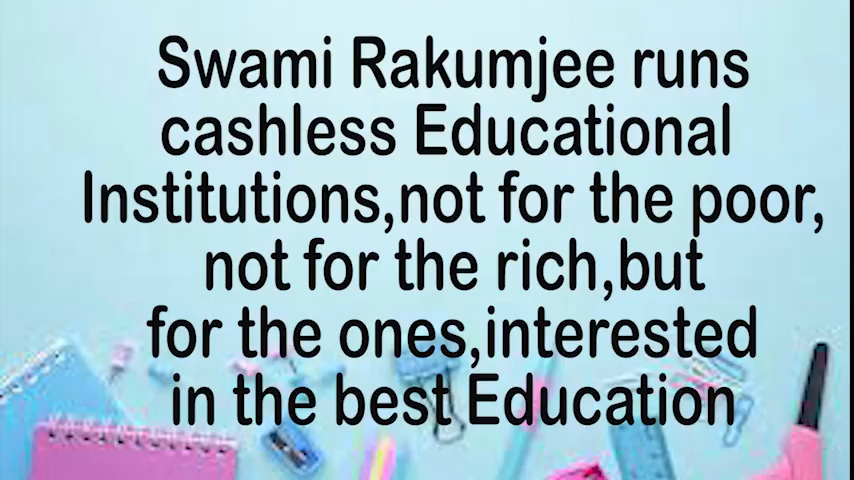 Swami Rakumjee runs
cashless Educational
Institutions,not for the poor,
not for the rich,but
for the ones,interested
in the best Education